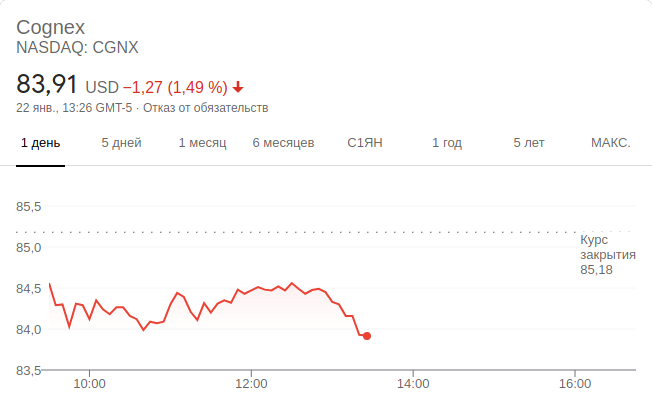 Cognex
NASDAQ: CGNX
83,91 USD −1,27 (1,49 %)
22 янв., 13:26 GMT-5 · Отказ от обязательств
1 день 5 дней 1 месяц 6 месяцев С1ЯН 1 год 5 лет МАКС.
85,5
Курс
закрытия
85,18
85,0
84,5
84,0
83,5
10:00 12:00 14:00 16:00